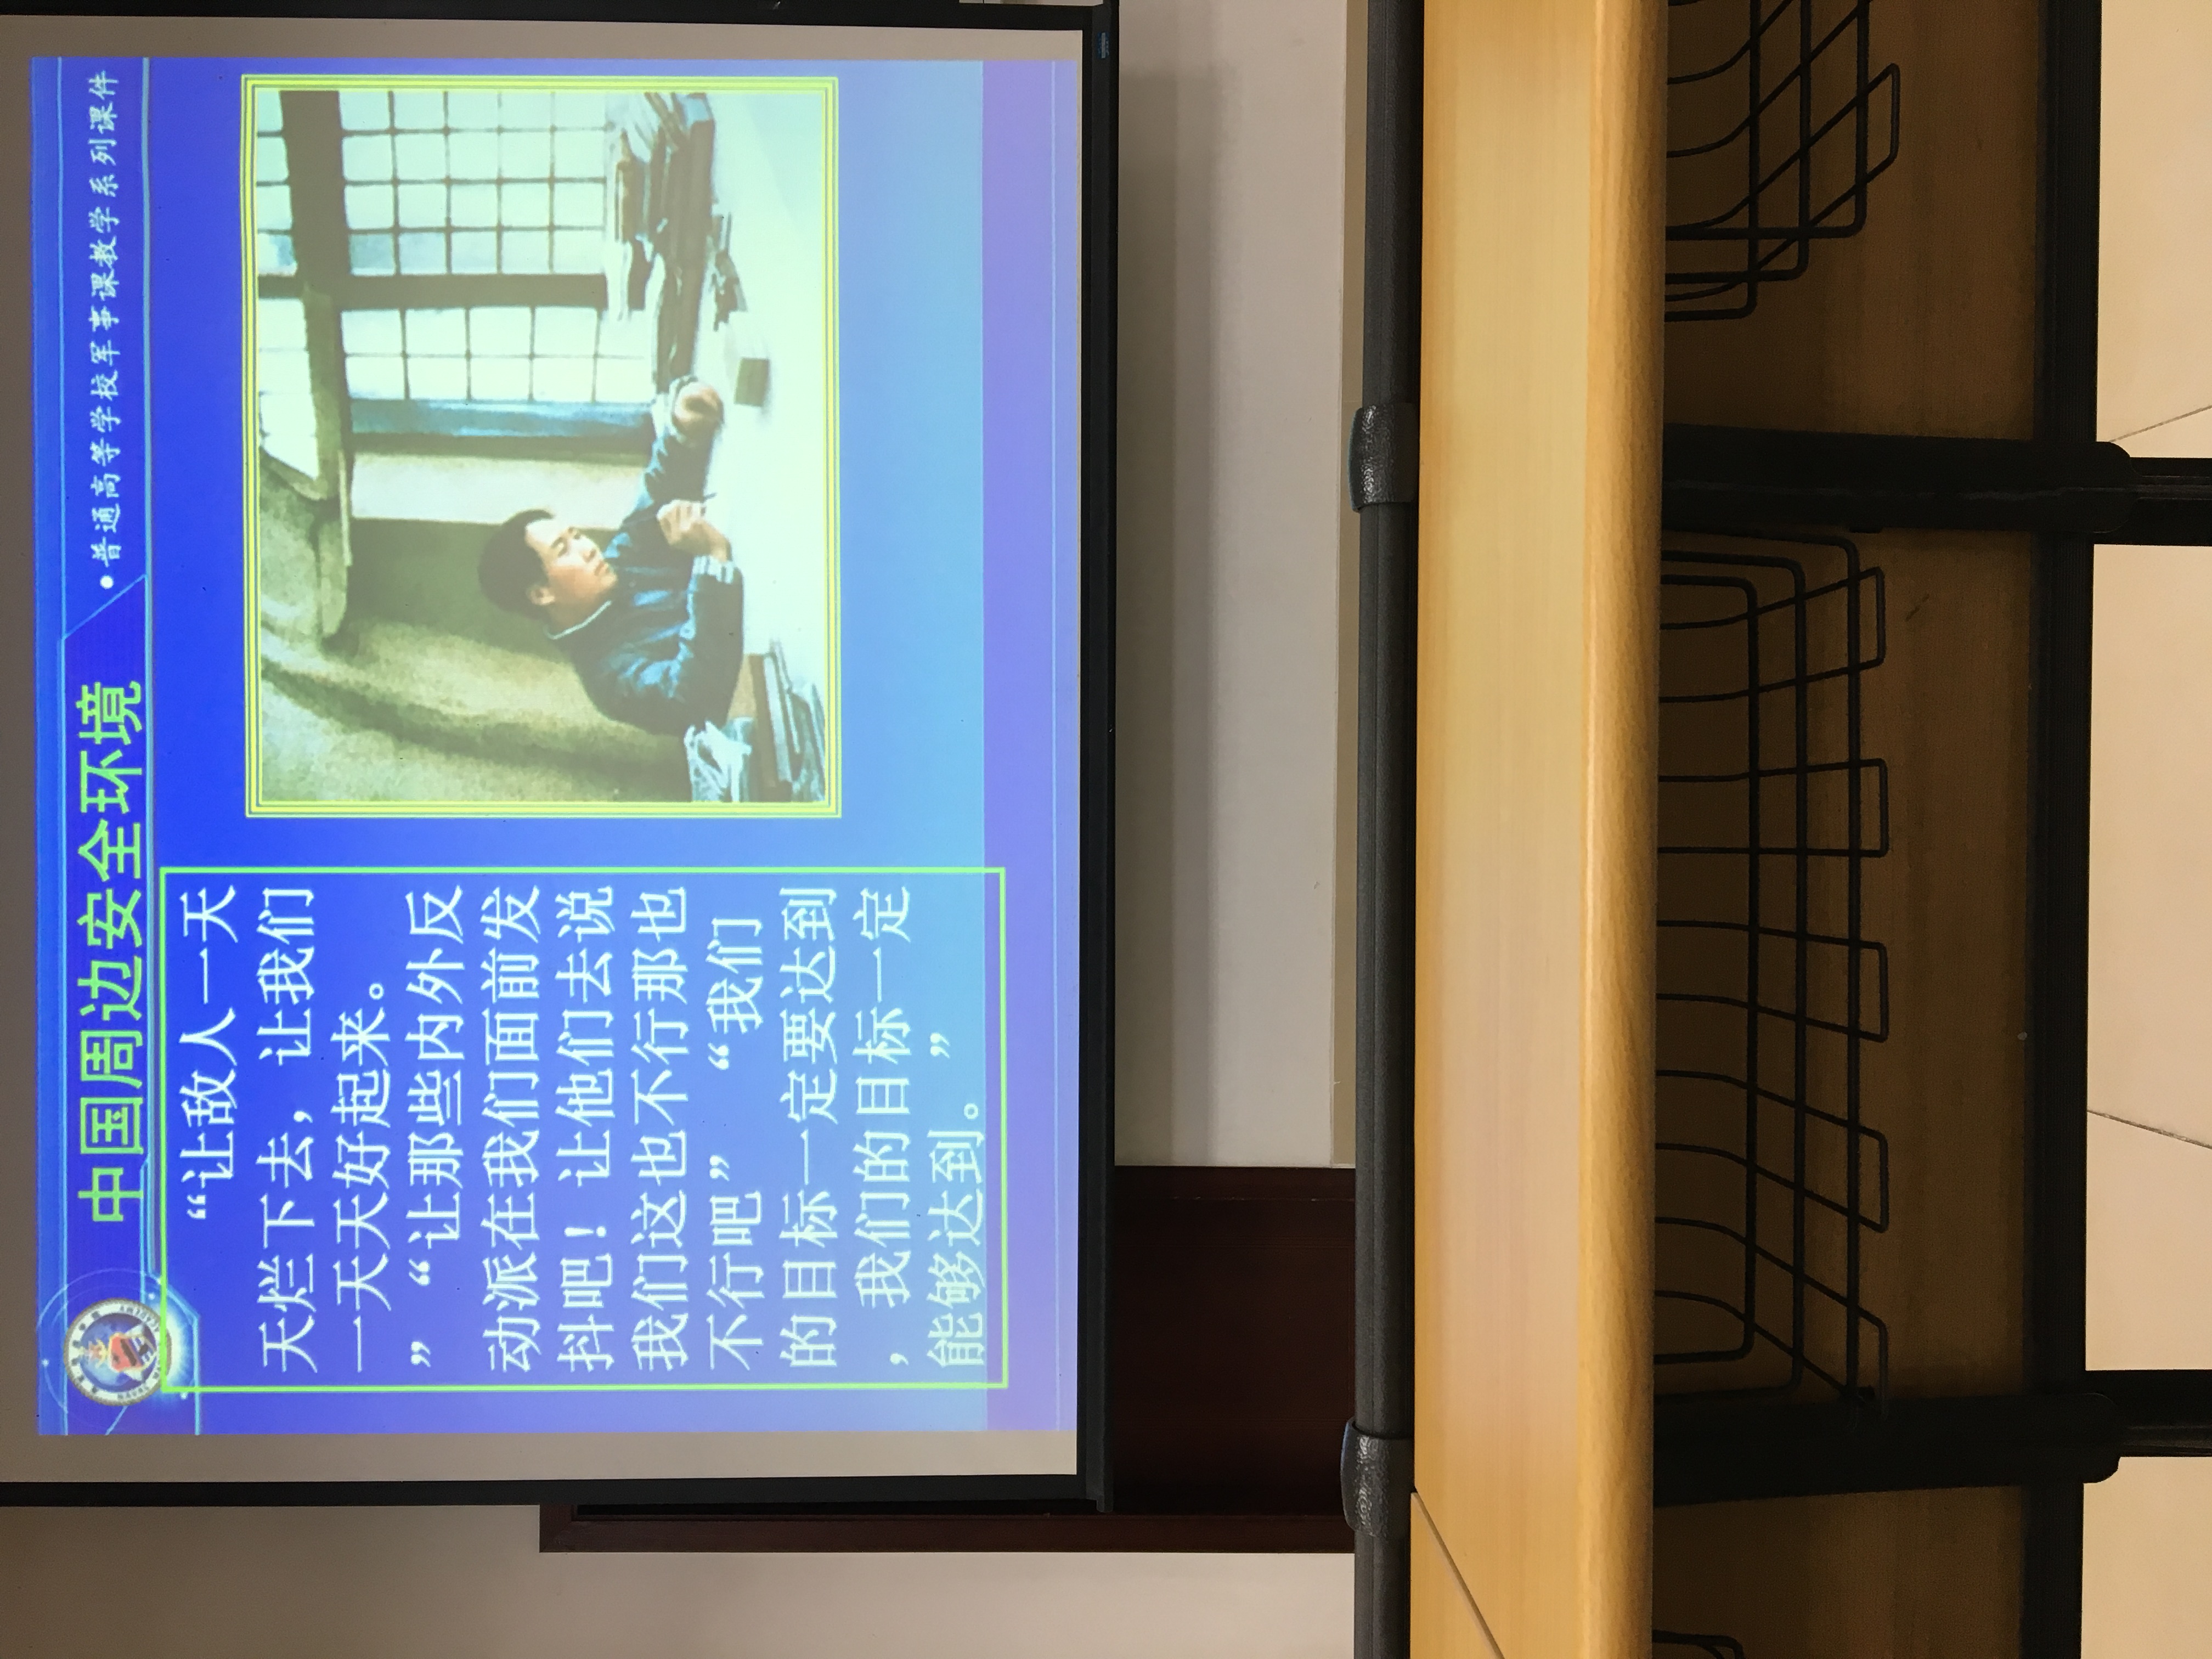 中国周边安全环境
•普通高等学校军事课教学系列课件
“让敌人一天
天烂下去，让我们
一天天好起来。
”“让那些内外反
动派在我们面前发
抖吧！让他们去说
我们这也不行那也
不行吧” “我们
的目标一定要达到
，我们的目标一定
能够达到。”